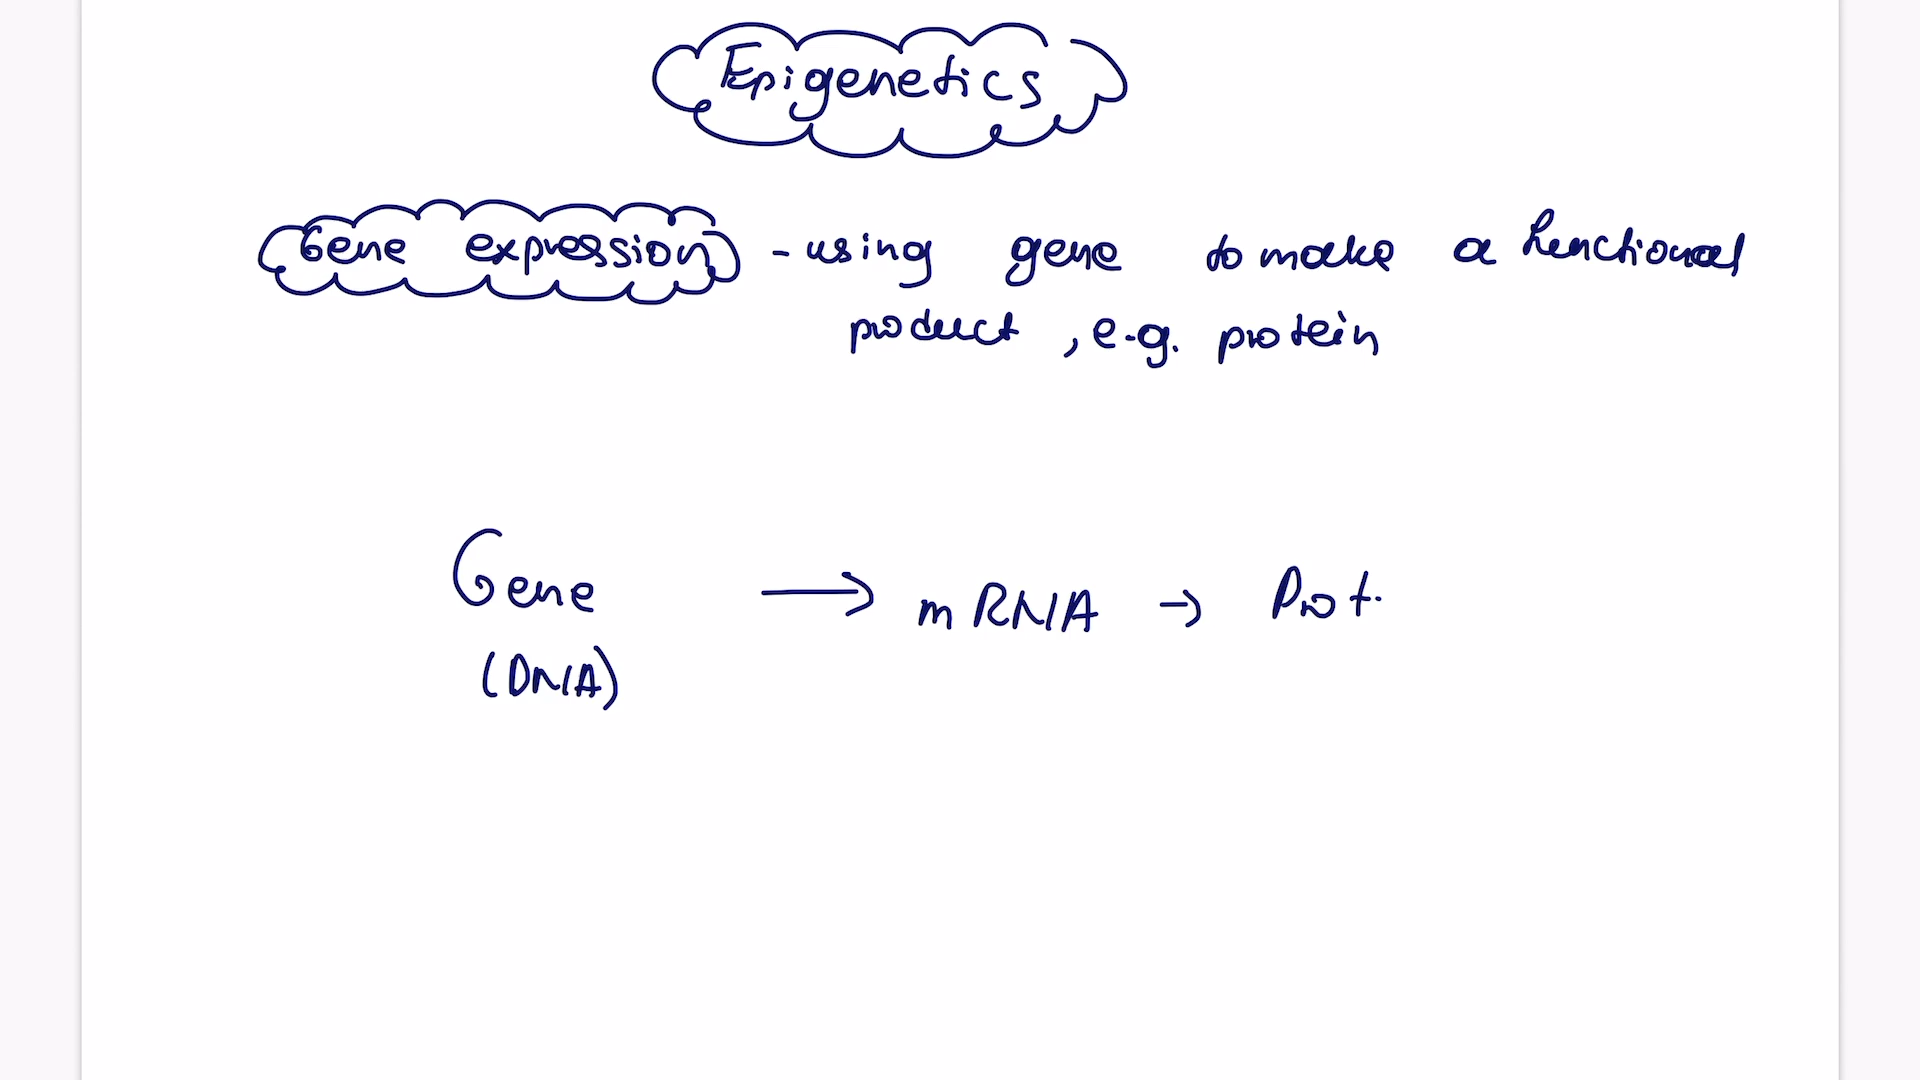 Epigenetics
Gene expression - using gene to make a functional
product, e.g. protein
Gene → mRNA → Prot.
(DNA)